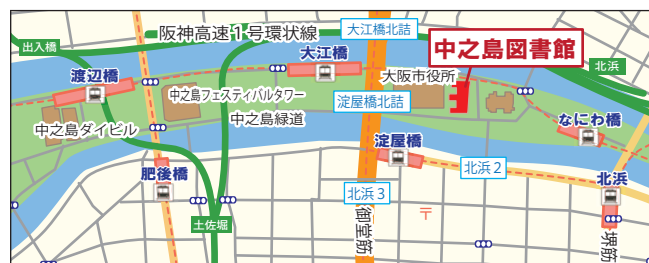 出入橋
阪神高速１号環状線
大江橋北詰
中之島図書館
渡辺橋
大江橋
大阪市役所
北浜
中之島フェスティバルタワー
淀屋橋北詰
中之島ダイビル
中之島緑道
なにわ橋
淀屋橋
肥後橋
北浜２
北浜３
北浜
土佐堀
〒
御堂筋
堺筋